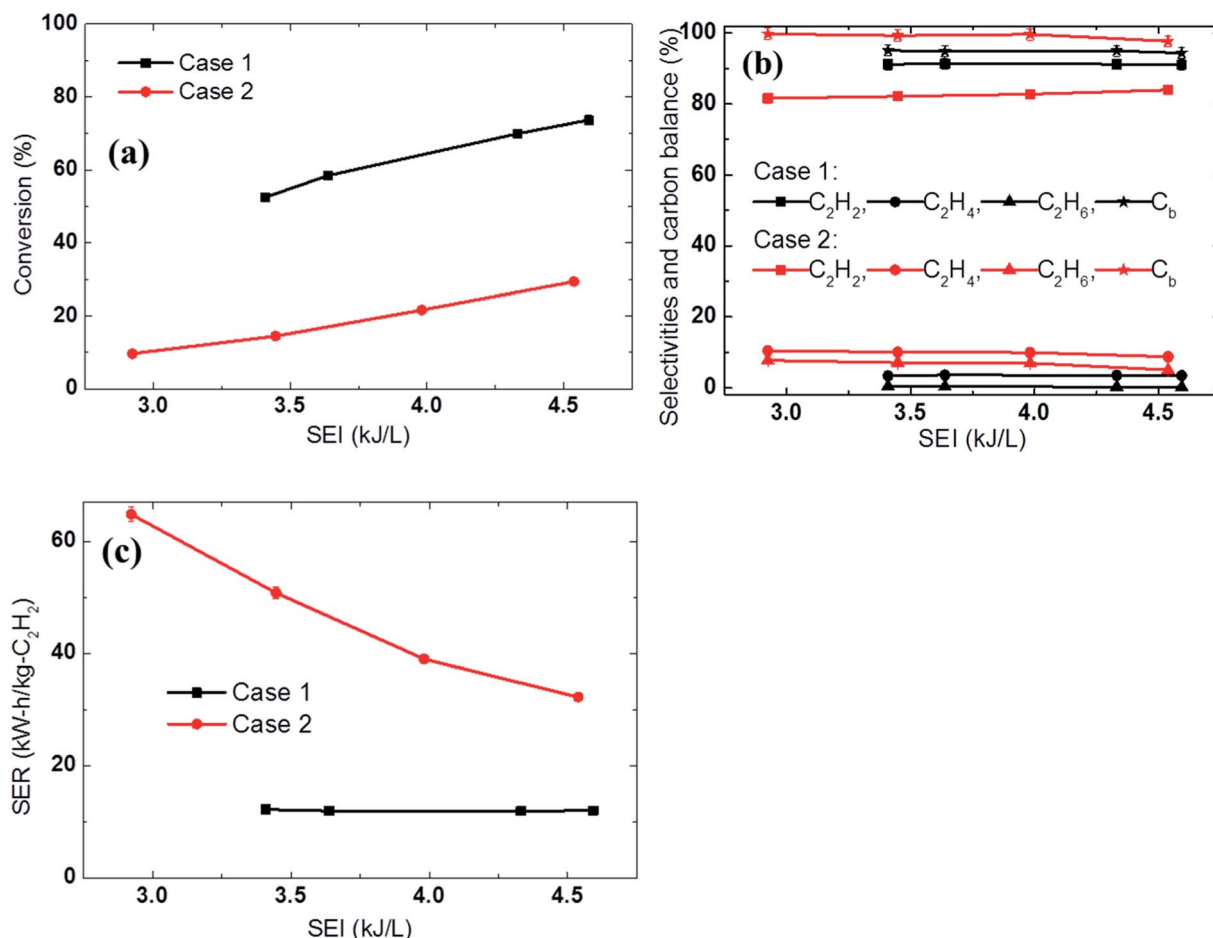 (a)
Conversion (%)
100
80
60
40
20
0
Case 1
Case 2
3.0 3.5 4.0 4.5
SEI (kJ/L)
(b)
Selectivities and carbon balance (%)
100
80
60
40
20
0
Case 1:
C₂H₂, C₂H₄, C₂H₆, C_b
Case 2:
C₂H₂, C₂H₄, C₂H₆, C_b
3.0 3.5 4.0 4.5
SEI (kJ/L)
(c)
SER (kW-h/kg-C₂H₂)
60
40
20
0
Case 1
Case 2
3.0 3.5 4.0 4.5
SEI (kJ/L)